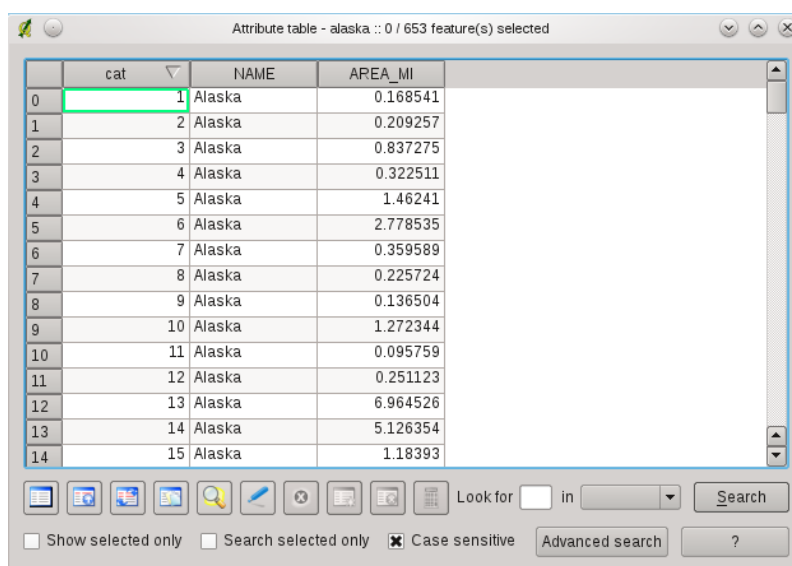 Attribute table - alaska :: 0 / 653 feature(s) selected
cat NAME AREA_MI
0 1 Alaska 0.168541
1 2 Alaska 0.209257
2 3 Alaska 0.837275
3 4 Alaska 0.322511
4 5 Alaska 1.46241
5 6 Alaska 2.778535
6 7 Alaska 0.359589
7 8 Alaska 0.225724
8 9 Alaska 0.136504
9 10 Alaska 1.272344
10 11 Alaska 0.095759
11 12 Alaska 0.251123
12 13 Alaska 6.964526
13 14 Alaska 5.126354
14 15 Alaska 1.18393
Look for in Search
Show selected only Search selected only Case sensitive Advanced search ?